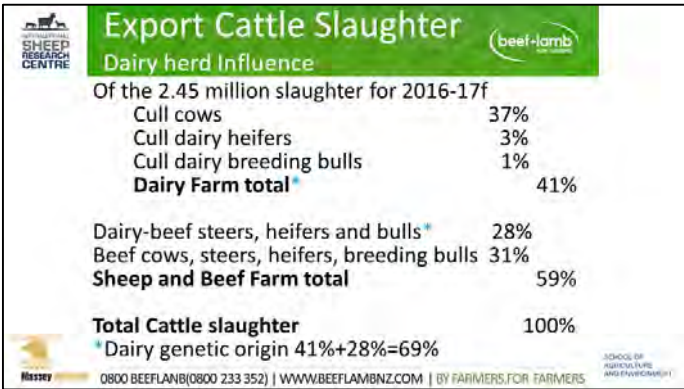 INTERNATIONAL
SHEEP
RESEARCH
CENTRE
Export Cattle Slaughter
beef+lamb
Dairy herd Influence
Of the 2.45 million slaughter for 2016-17f
Cull cows 37%
Cull dairy heifers 3%
Cull dairy breeding bulls 1%
Dairy Farm total* 41%
Dairy-beef steers, heifers and bulls* 28%
Beef cows, steers, heifers, breeding bulls 31%
Sheep and Beef Farm total 59%
Total Cattle slaughter 100%
*Dairy genetic origin 41%+28%=69%
Massey
0800 BEEFLANB(0800 233 352) | WWW.BEEFLAMBNZ.COM | BY FARMERS.FOR FARMERS
SCHOOL OF
AGRICULTURE
AND ENVIRONMENT